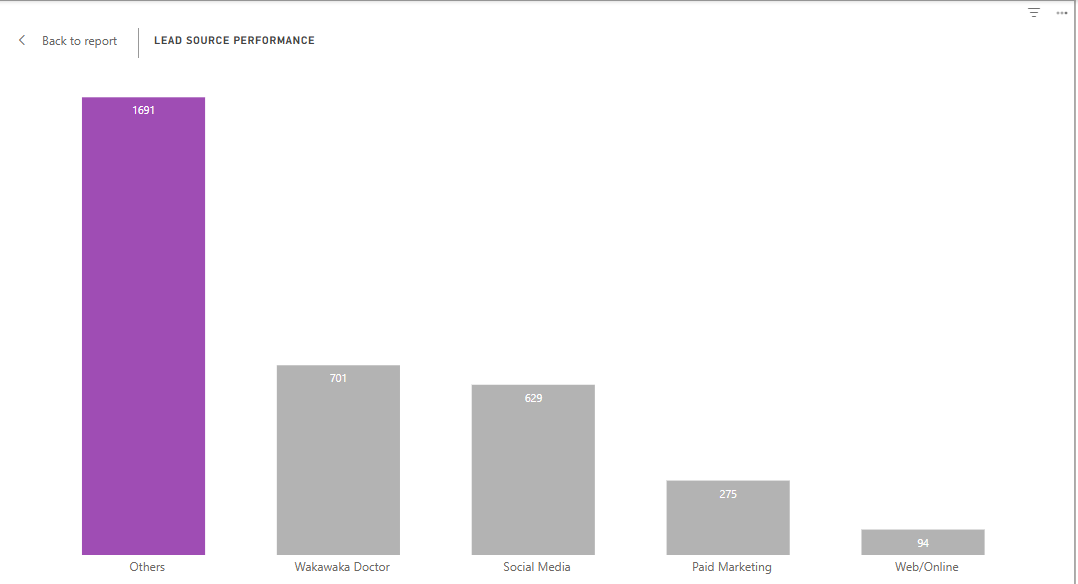 Back to report
LEAD SOURCE PERFORMANCE
1691
701
629
275
94
Others
Wakawaka Doctor
Social Media
Paid Marketing
Web/Online